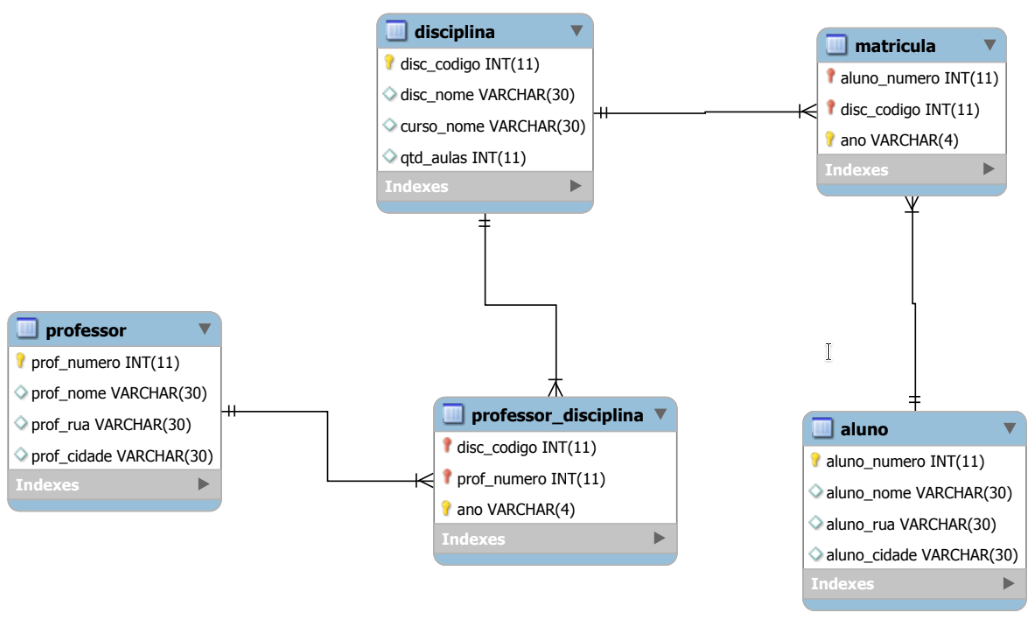 disciplina
disc_codigo INT(11)
disc_nome VARCHAR(30)
curso_nome VARCHAR(30)
qtd_aulas INT(11)
Indexes
matricula
aluno_numero INT(11)
disc_codigo INT(11)
ano VARCHAR(4)
Indexes
professor
prof_numero INT(11)
prof_nome VARCHAR(30)
prof_rua VARCHAR(30)
prof_cidade VARCHAR(30)
Indexes
professor_disciplina
disc_codigo INT(11)
prof_numero INT(11)
ano VARCHAR(4)
Indexes
aluno
aluno_numero INT(11)
aluno_nome VARCHAR(30)
aluno_rua VARCHAR(30)
aluno_cidade VARCHAR(30)
Indexes